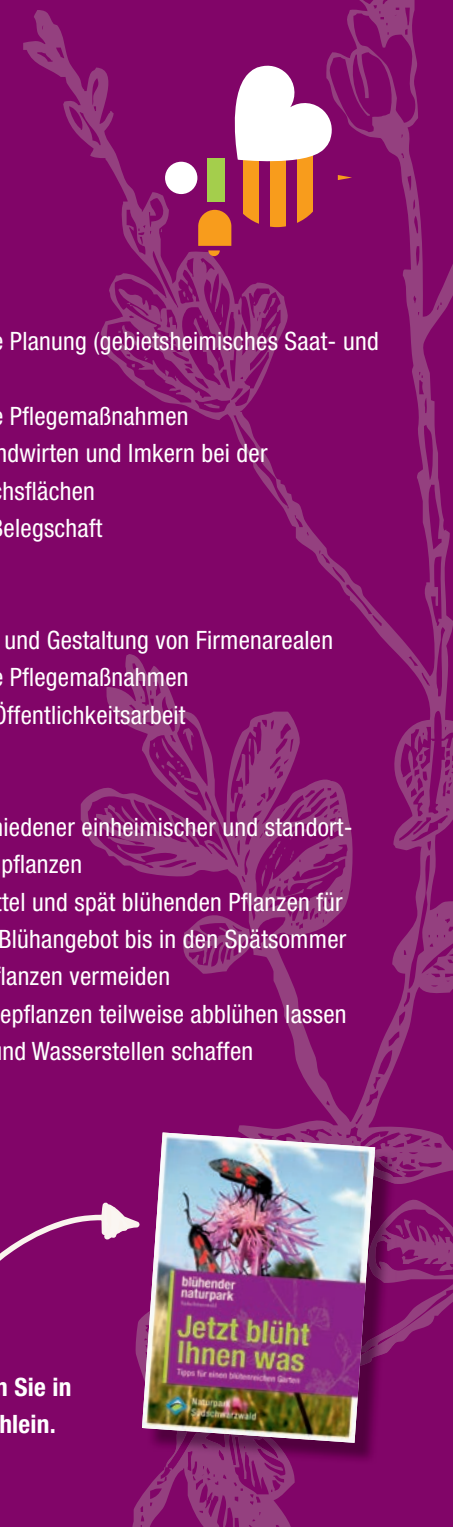 e Planung (gebietsheimisches Saat- und
e Pflegemaßnahmen
ndwirten und Imkern bei der
chsflächen
Belegschaft
und Gestaltung von Firmenarealen
e Pflegemaßnahmen
Öffentlichkeitsarbeit
hiedener einheimischer und standort-
epflanzen
ttel und spät blühenden Pflanzen für
Blühangebot bis in den Spätsommer
flanzen vermeiden
epflanzen teilweise abblühen lassen
und Wasserstellen schaffen
blühender
naturpark
Jetzt blüht
Ihnen was
Tipps für einen blütenreichen Garten
Naturpark
Südschwarzwald
n Sie in
hlein.